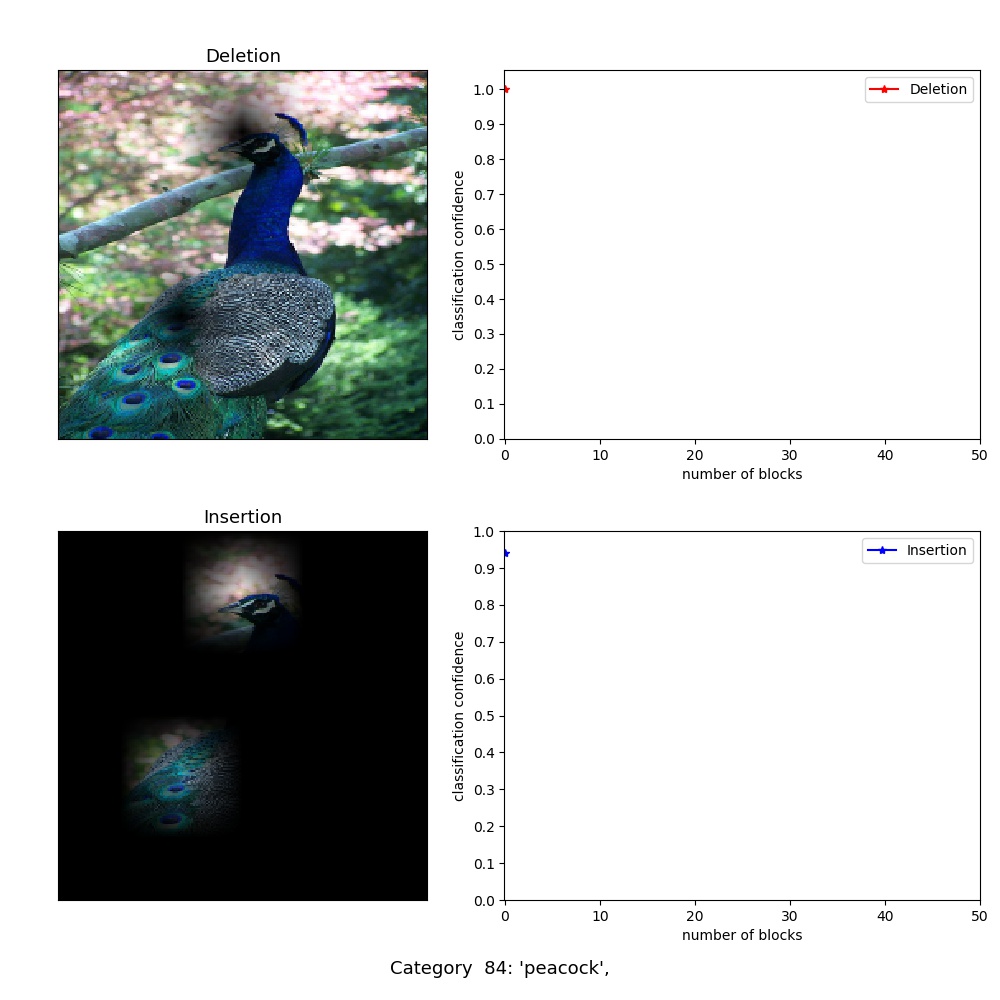 Deletion
classification confidence
1.0
0.9
0.8
0.7
0.6
0.5
0.4
0.3
0.2
0.1
0.0
0 10 20 30 40 50
number of blocks
Deletion
Insertion
classification confidence
1.0
0.9
0.8
0.7
0.6
0.5
0.4
0.3
0.2
0.1
0.0
0 10 20 30 40 50
number of blocks
Insertion
Category  84: 'peacock',